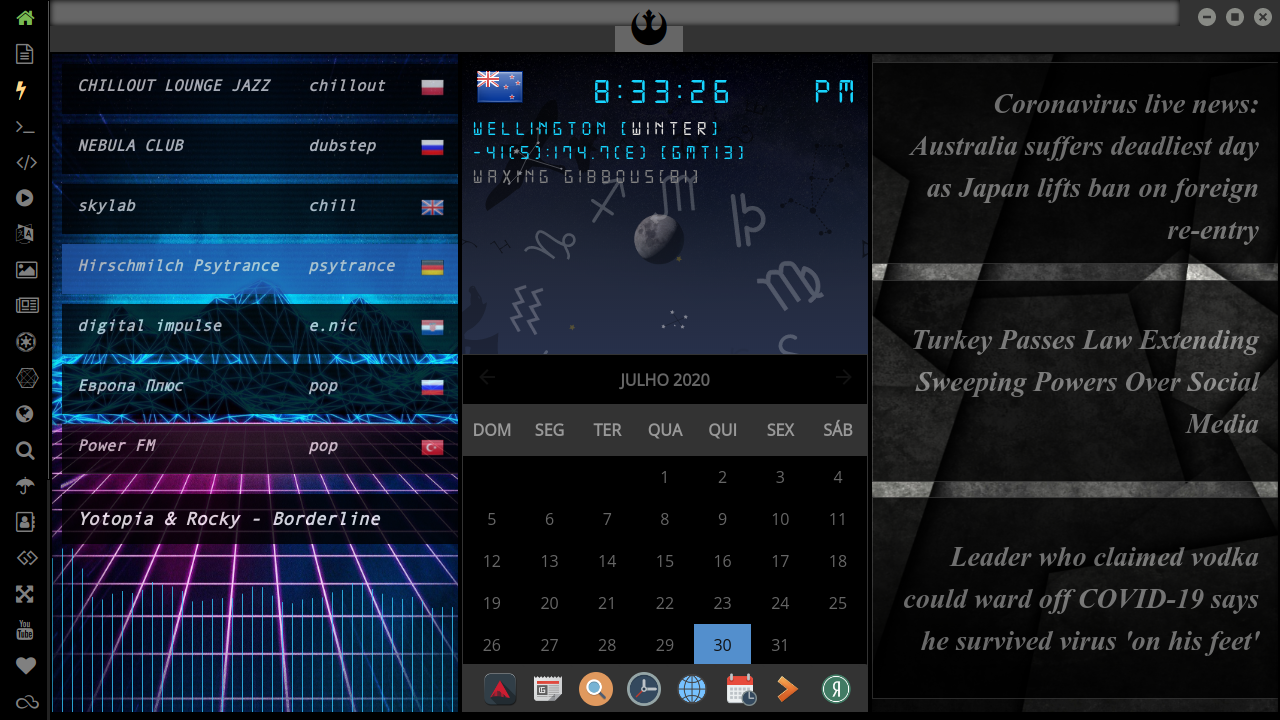 CHILLOUT LOUNGE JAZZ chillout
NEBULA CLUB dubstep
skylab chill
Hirschmilch Psytrance psytrance
digital impulse e.nic
Европа Плюс pop
Power FM pop
Yotopia & Rocky - Borderline
8:33:26 PM
WELLINGTON [WINTER]
-41(S):174.7(E) [GMT13]
WAXING GIBBOUS[81]
JULHO 2020
DOM SEG TER QUA QUI SEX SÁB
1 2 3 4
5 6 7 8 9 10 11
12 13 14 15 16 17 18
19 20 21 22 23 24 25
26 27 28 29 30 31
Coronavirus live news:
Australia suffers deadliest day
as Japan lifts ban on foreign
re-entry
Turkey Passes Law Extending
Sweeping Powers Over Social
Media
Leader who claimed vodka
could ward off COVID-19 says
he survived virus 'on his feet'
You
Tube
Я